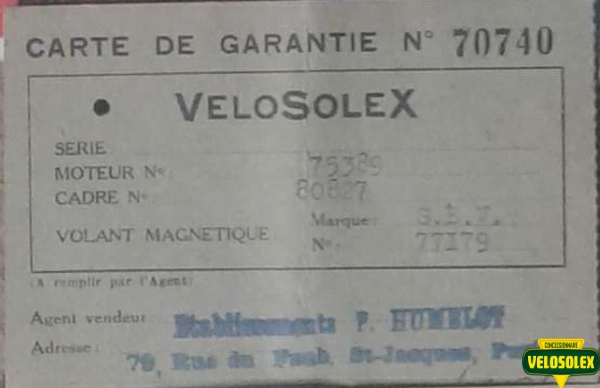 CARTE DE GARANTIE N° 70740
VELOSOLEX
SERIE
MOTEUR N°: 75389
CADRE N°: 80827
VOLANT MAGNETIQUE Marque: S.E.V.
N°: 77179
(A remplir par l'Agent)
Agent vendeur Etablissements P. HUMBLOT
Adresse: 79, Rue du Faub. St-Jacques,
CONCESSIONNAIRE
VELOSOLEX